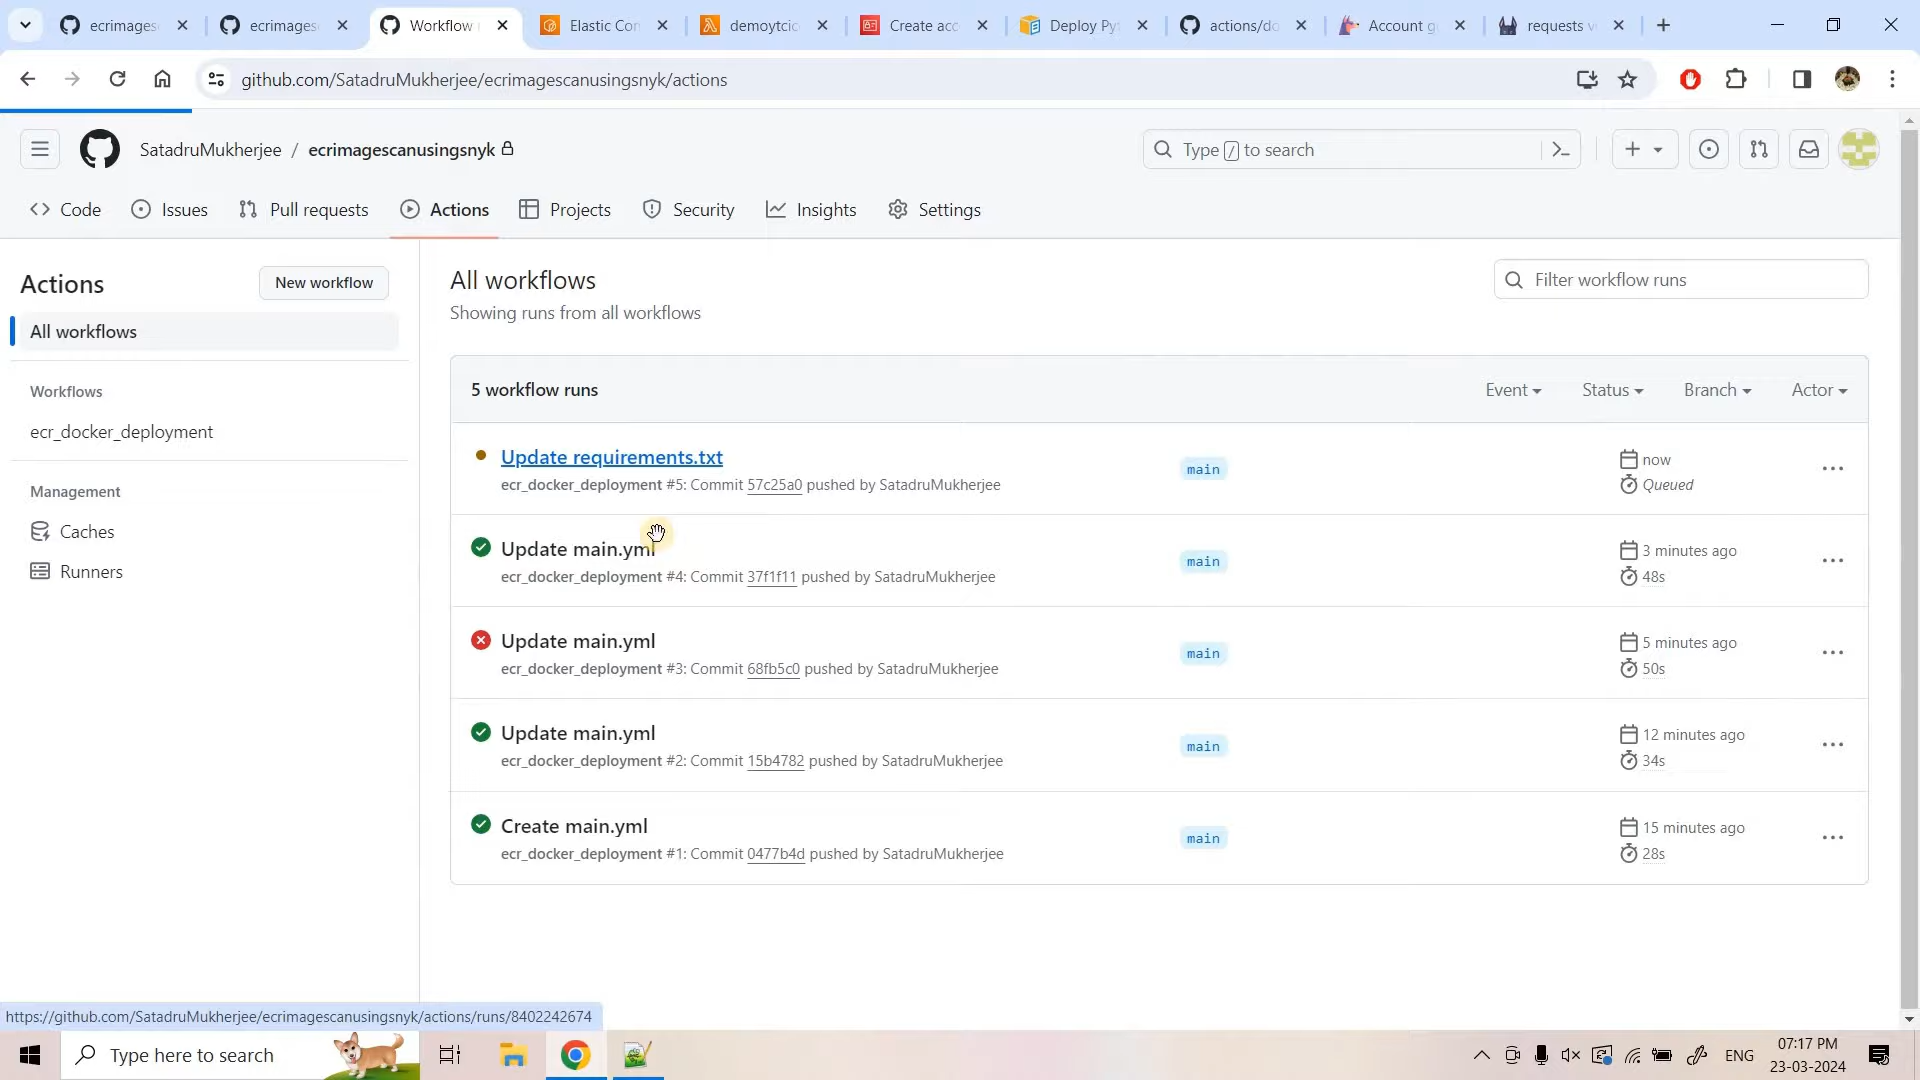 ecrimages
ecrimages
Workflow r
Elastic Con
demoytcic
Create acc
Deploy Py
actions/do
Account g
requests v
github.com/SatadruMukherjee/ecrimagescanusingsnyk/actions
SatadruMukherjee / ecrimagescanusingsnyk
Type / to search
Code
Issues
Pull requests
Actions
Projects
Security
Insights
Settings
Actions
New workflow
All workflows
Workflows
ecr_docker_deployment
Management
Caches
Runners
All workflows
Showing runs from all workflows
Filter workflow runs
5 workflow runs
Event
Status
Branch
Actor
Update requirements.txt
ecr_docker_deployment #5: Commit 57c25a0 pushed by SatadruMukherjee
main
now
Queued
Update main.yml
ecr_docker_deployment #4: Commit 37f1f11 pushed by SatadruMukherjee
main
3 minutes ago
48s
Update main.yml
ecr_docker_deployment #3: Commit 68fb5c0 pushed by SatadruMukherjee
main
5 minutes ago
50s
Update main.yml
ecr_docker_deployment #2: Commit 15b4782 pushed by SatadruMukherjee
main
12 minutes ago
34s
Create main.yml
ecr_docker_deployment #1: Commit 0477b4d pushed by SatadruMukherjee
main
15 minutes ago
28s
https://github.com/SatadruMukherjee/ecrimagescanusingsnyk/actions/runs/8402242674
Type here to search
ENG
07:17 PM
23-03-2024